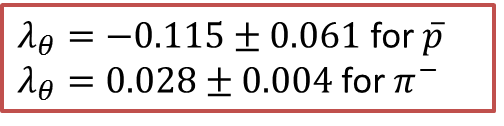 λ_θ = −0.115 ± 0.061 for p̄
λ_θ = 0.028 ± 0.004 for π⁻